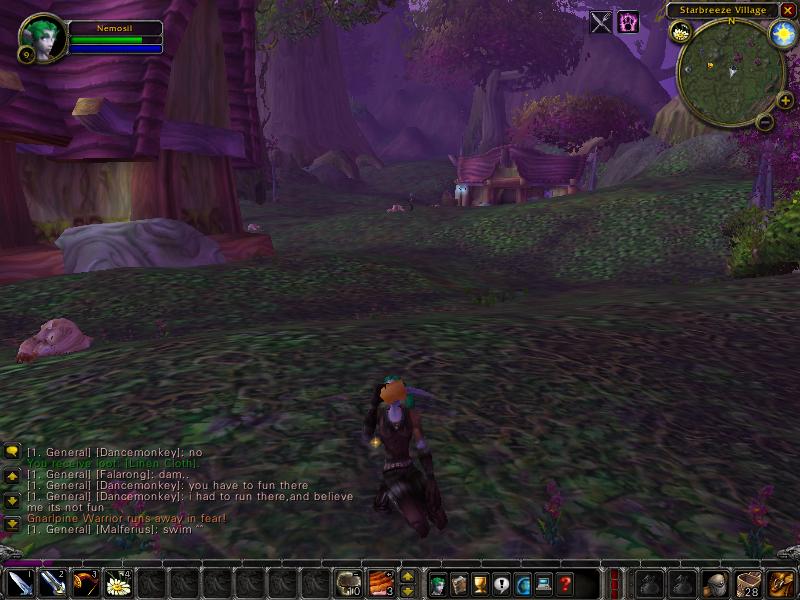 Nemosil
Starbreeze Village
N
9
[1. General] [Dancemonkey]: no
You receive loot: [Linen Cloth].
[1. General] [Falarong]: dam..
[1. General] [Dancemonkey]: you have to fun there
[1. General] [Dancemonkey]: i had to run there,and believe
me its not fun
Gnarlpine Warrior runs away in fear!
[1. General] [Malferius]: swim ^^
1 2 3 4 10 3 28